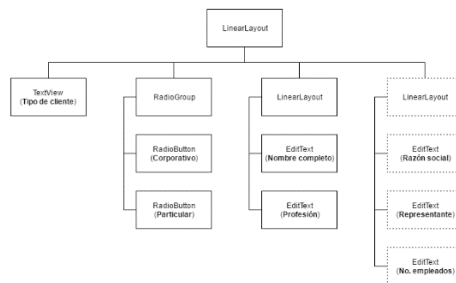 LinearLayout
TextView
(Tipo de cliente)
RadioGroup
RadioButton
(Corporativo)
RadioButton
(Particular)
LinearLayout
EditText
(Nombre completo)
EditText
(Profesión)
LinearLayout
EditText
(Razón social)
EditText
(Representante)
EditText
(No. empleados)